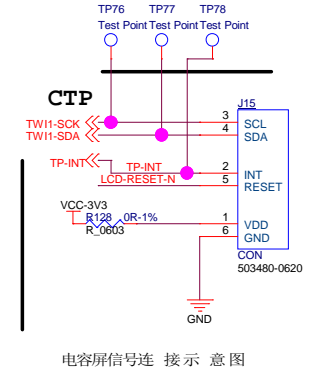 TP76 TP77 TP78
Test Point Test Point Test Point
CTP
J15
TWI1-SCK 3 SCL
TWI1-SDA 4 SDA
TP-INT TP-INT 2 INT
LCD-RESET-N 5 RESET
VCC-3V3
R128 0R-1% 1 VDD
R_0603 6 GND
CON
503480-0620
GND
电容屏信号连 接示 意图